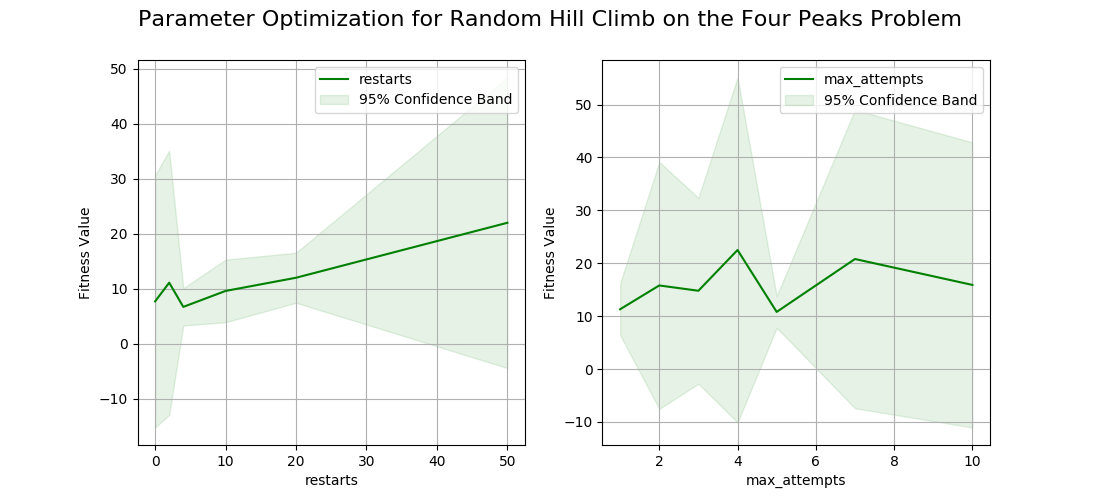 Parameter Optimization for Random Hill Climb on the Four Peaks Problem
restarts
95% Confidence Band
50
40
30
20
10
0
−10
Fitness Value
0 10 20 30 40 50
restarts
max_attempts
95% Confidence Band
50
40
30
20
10
0
−10
Fitness Value
2 4 6 8 10
max_attempts